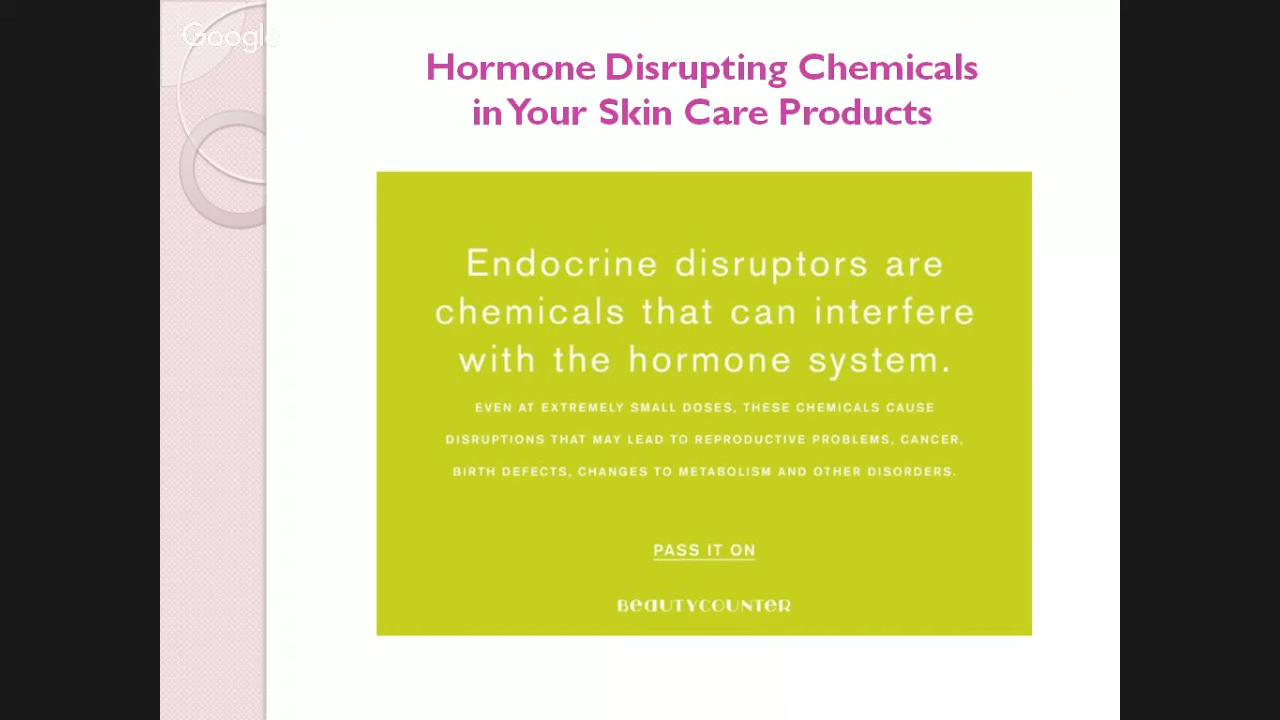 Google
Hormone Disrupting Chemicals
in Your Skin Care Products
Endocrine disruptors are
chemicals that can interfere
with the hormone system.
EVEN AT EXTREMELY SMALL DOSES, THESE CHEMICALS CAUSE
DISRUPTIONS THAT MAY LEAD TO REPRODUCTIVE PROBLEMS, CANCER,
BIRTH DEFECTS, CHANGES TO METABOLISM AND OTHER DISORDERS.
PASS IT ON
BEAUTYCOUNTER